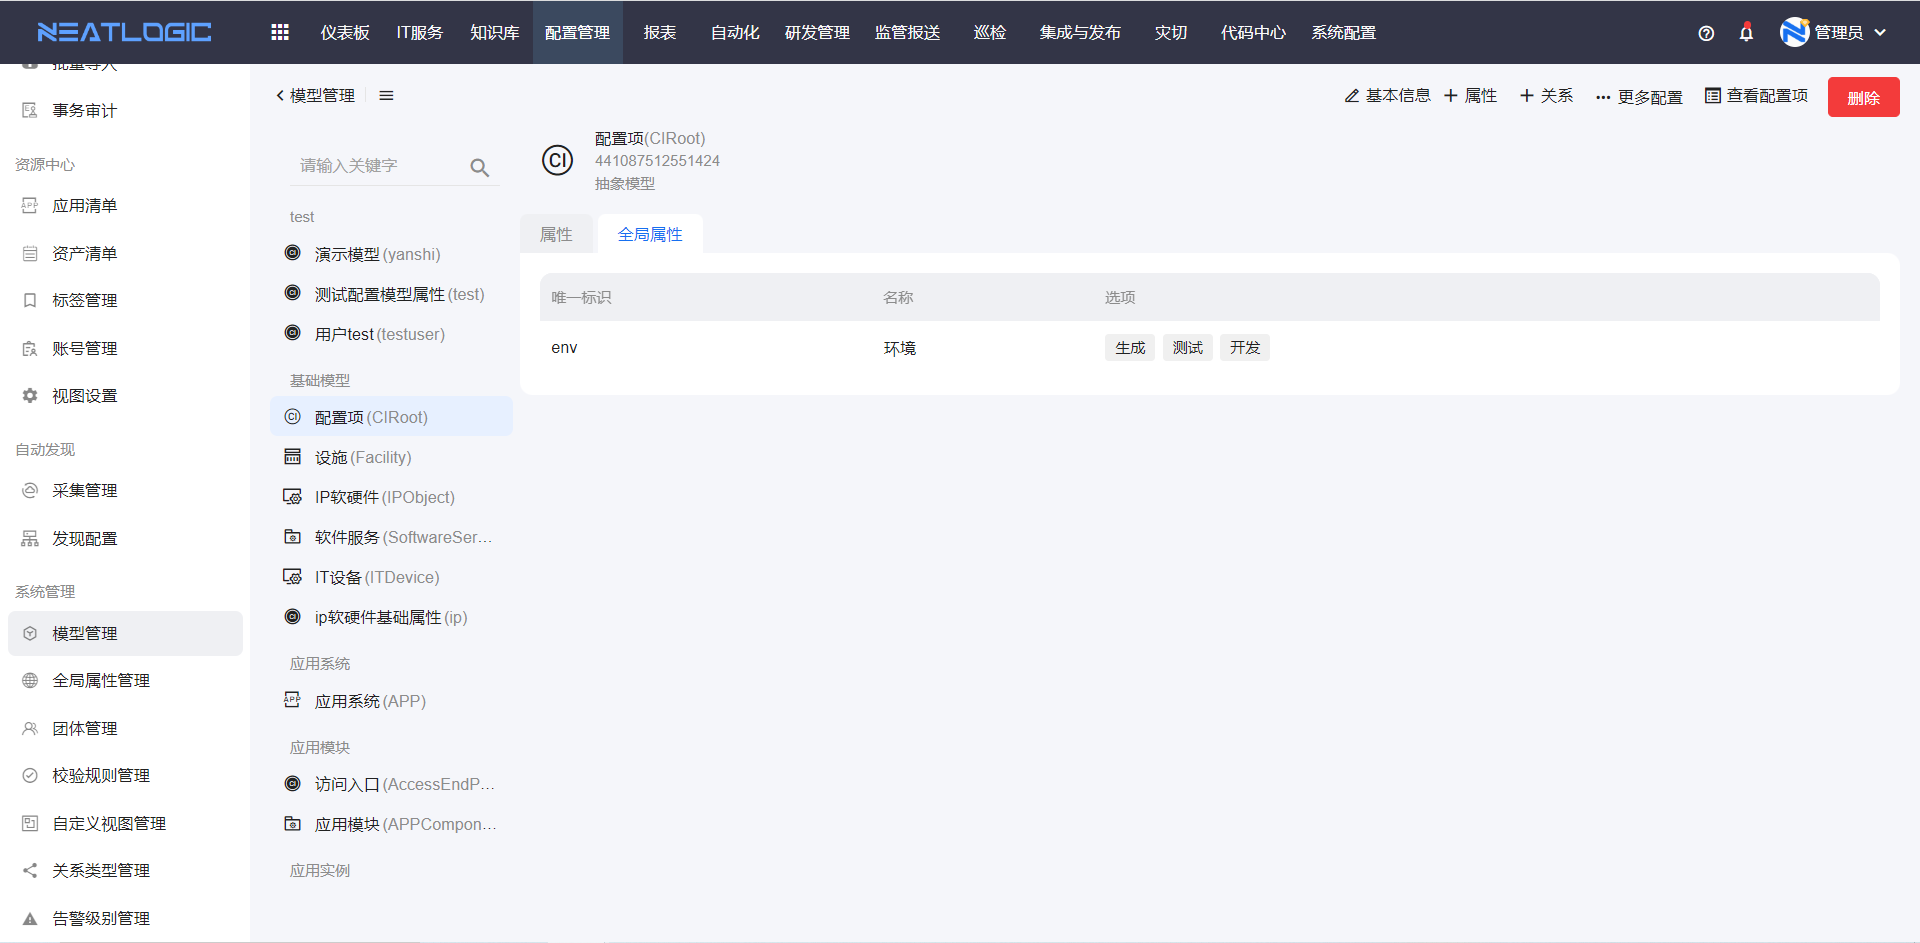 NEATLOGIC
仪表板 IT服务 知识库 配置管理 报表 自动化 研发管理 监管报送 巡检 集成与发布 灾切 代码中心 系统配置
管理员
批量导入
事务审计
资源中心
应用清单
资产清单
标签管理
账号管理
视图设置
自动发现
采集管理
发现配置
系统管理
模型管理
全局属性管理
团体管理
校验规则管理
自定义视图管理
关系类型管理
告警级别管理
模型管理
基本信息 属性 关系 更多配置 查看配置项 删除
请输入关键字
test
演示模型(yanshi)
测试配置模型属性(test)
用户test(testuser)
基础模型
配置项(CIRoot)
设施(Facility)
IP软硬件(IPObject)
软件服务(SoftwareSer...
IT设备(ITDevice)
ip软硬件基础属性(ip)
应用系统
应用系统(APP)
应用模块
访问入口(AccessEndP...
应用模块(APPCompon...
应用实例
CI
配置项(CIRoot)
441087512551424
抽象模型
属性 全局属性
唯一标识 名称 选项
env 环境 生成 测试 开发